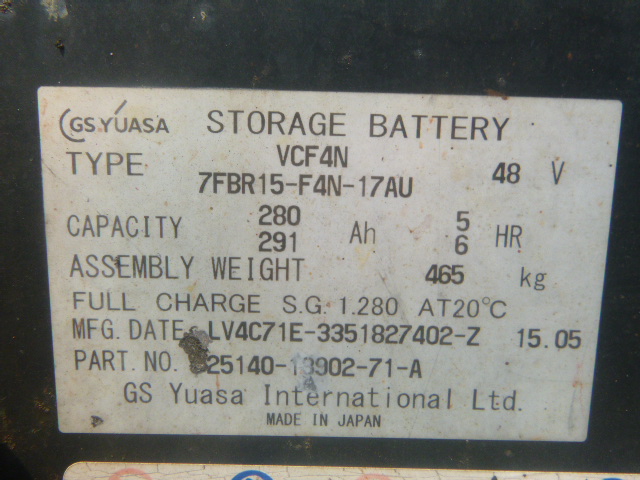 GS YUASA STORAGE BATTERY
TYPE VCF4N 48 V
7FBR15-F4N-17AU
CAPACITY 280 Ah 5 HR
291 6
ASSEMBLY WEIGHT 465 kg
FULL CHARGE S.G. 1.280 AT20℃
MFG. DATE LV4C71E-3351827402-Z 15.05
PART. NO.
GS Yuasa International Ltd.
MADE IN JAPAN